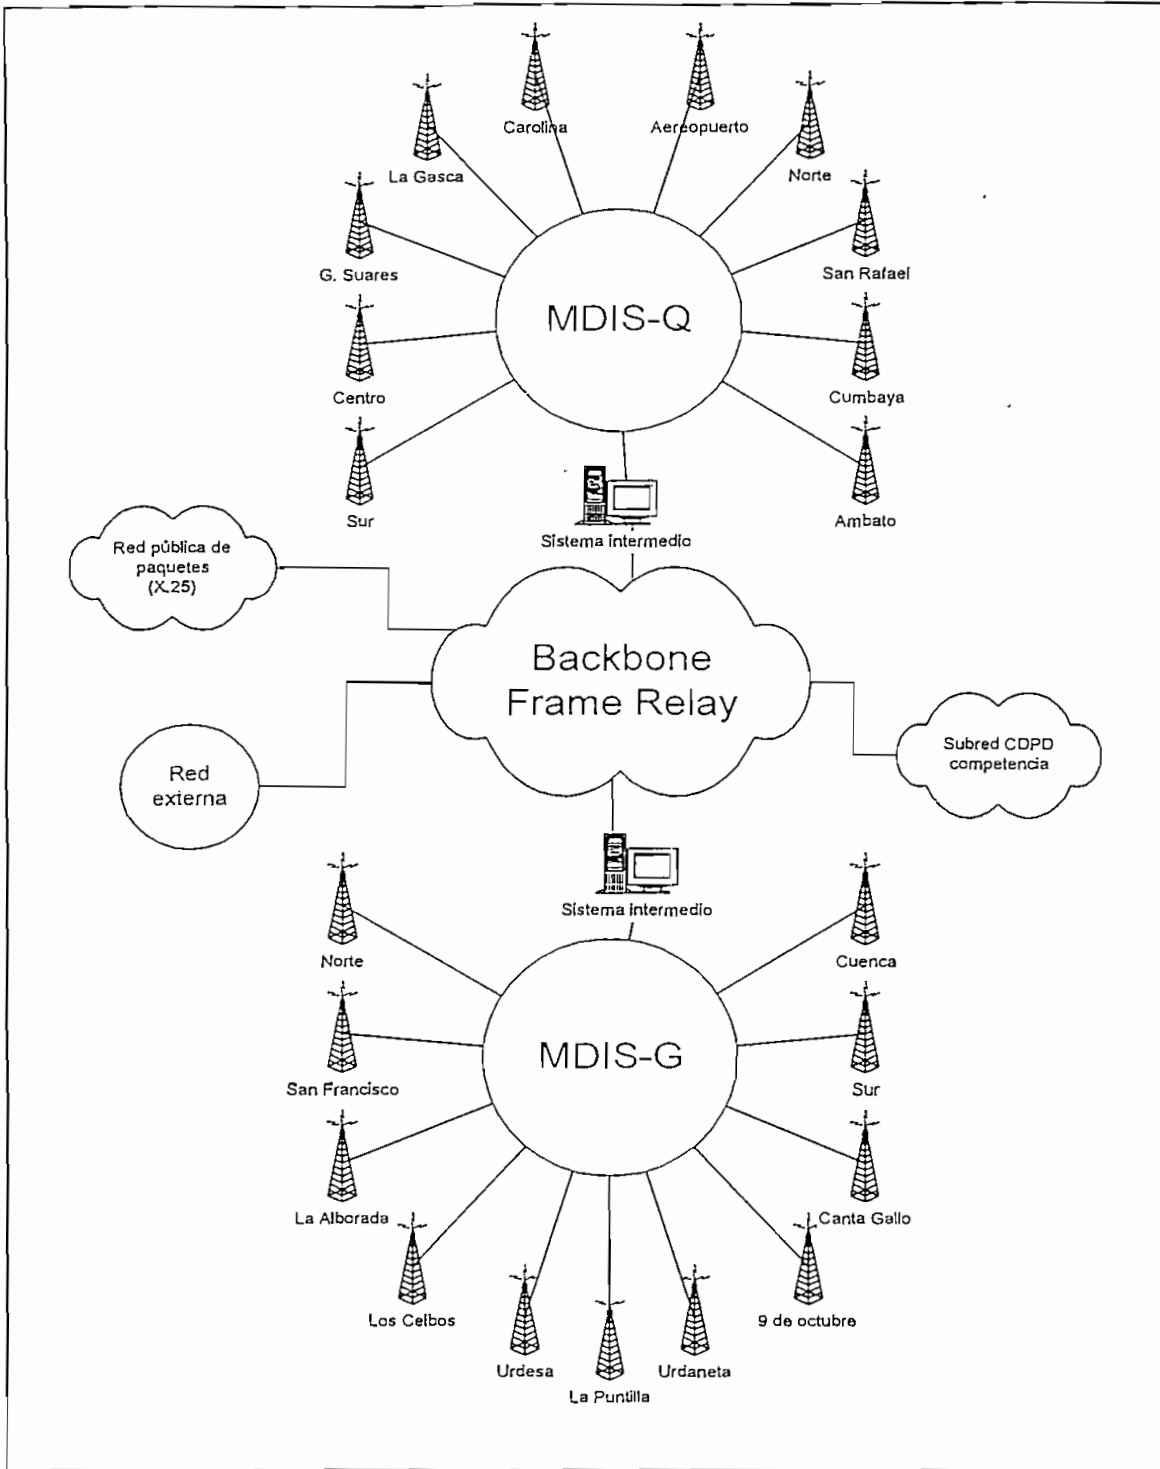 Carolina
Aereopuerto
La Gasca
Norte
G. Suares
San Rafael
MDIS-Q
Centro
Cumbaya
Sur
Ambato
Sistema intermedio
Red pública de
paquetes
(X.25)
Backbone
Frame Relay
Subred CDPD
competencia
Red
externa
Sistema intermedio
Norte
Cuenca
MDIS-G
San Francisco
Sur
La Alborada
Canta Gallo
Los Ceibos
9 de octubre
Urdesa
Urdaneta
La Puntilla